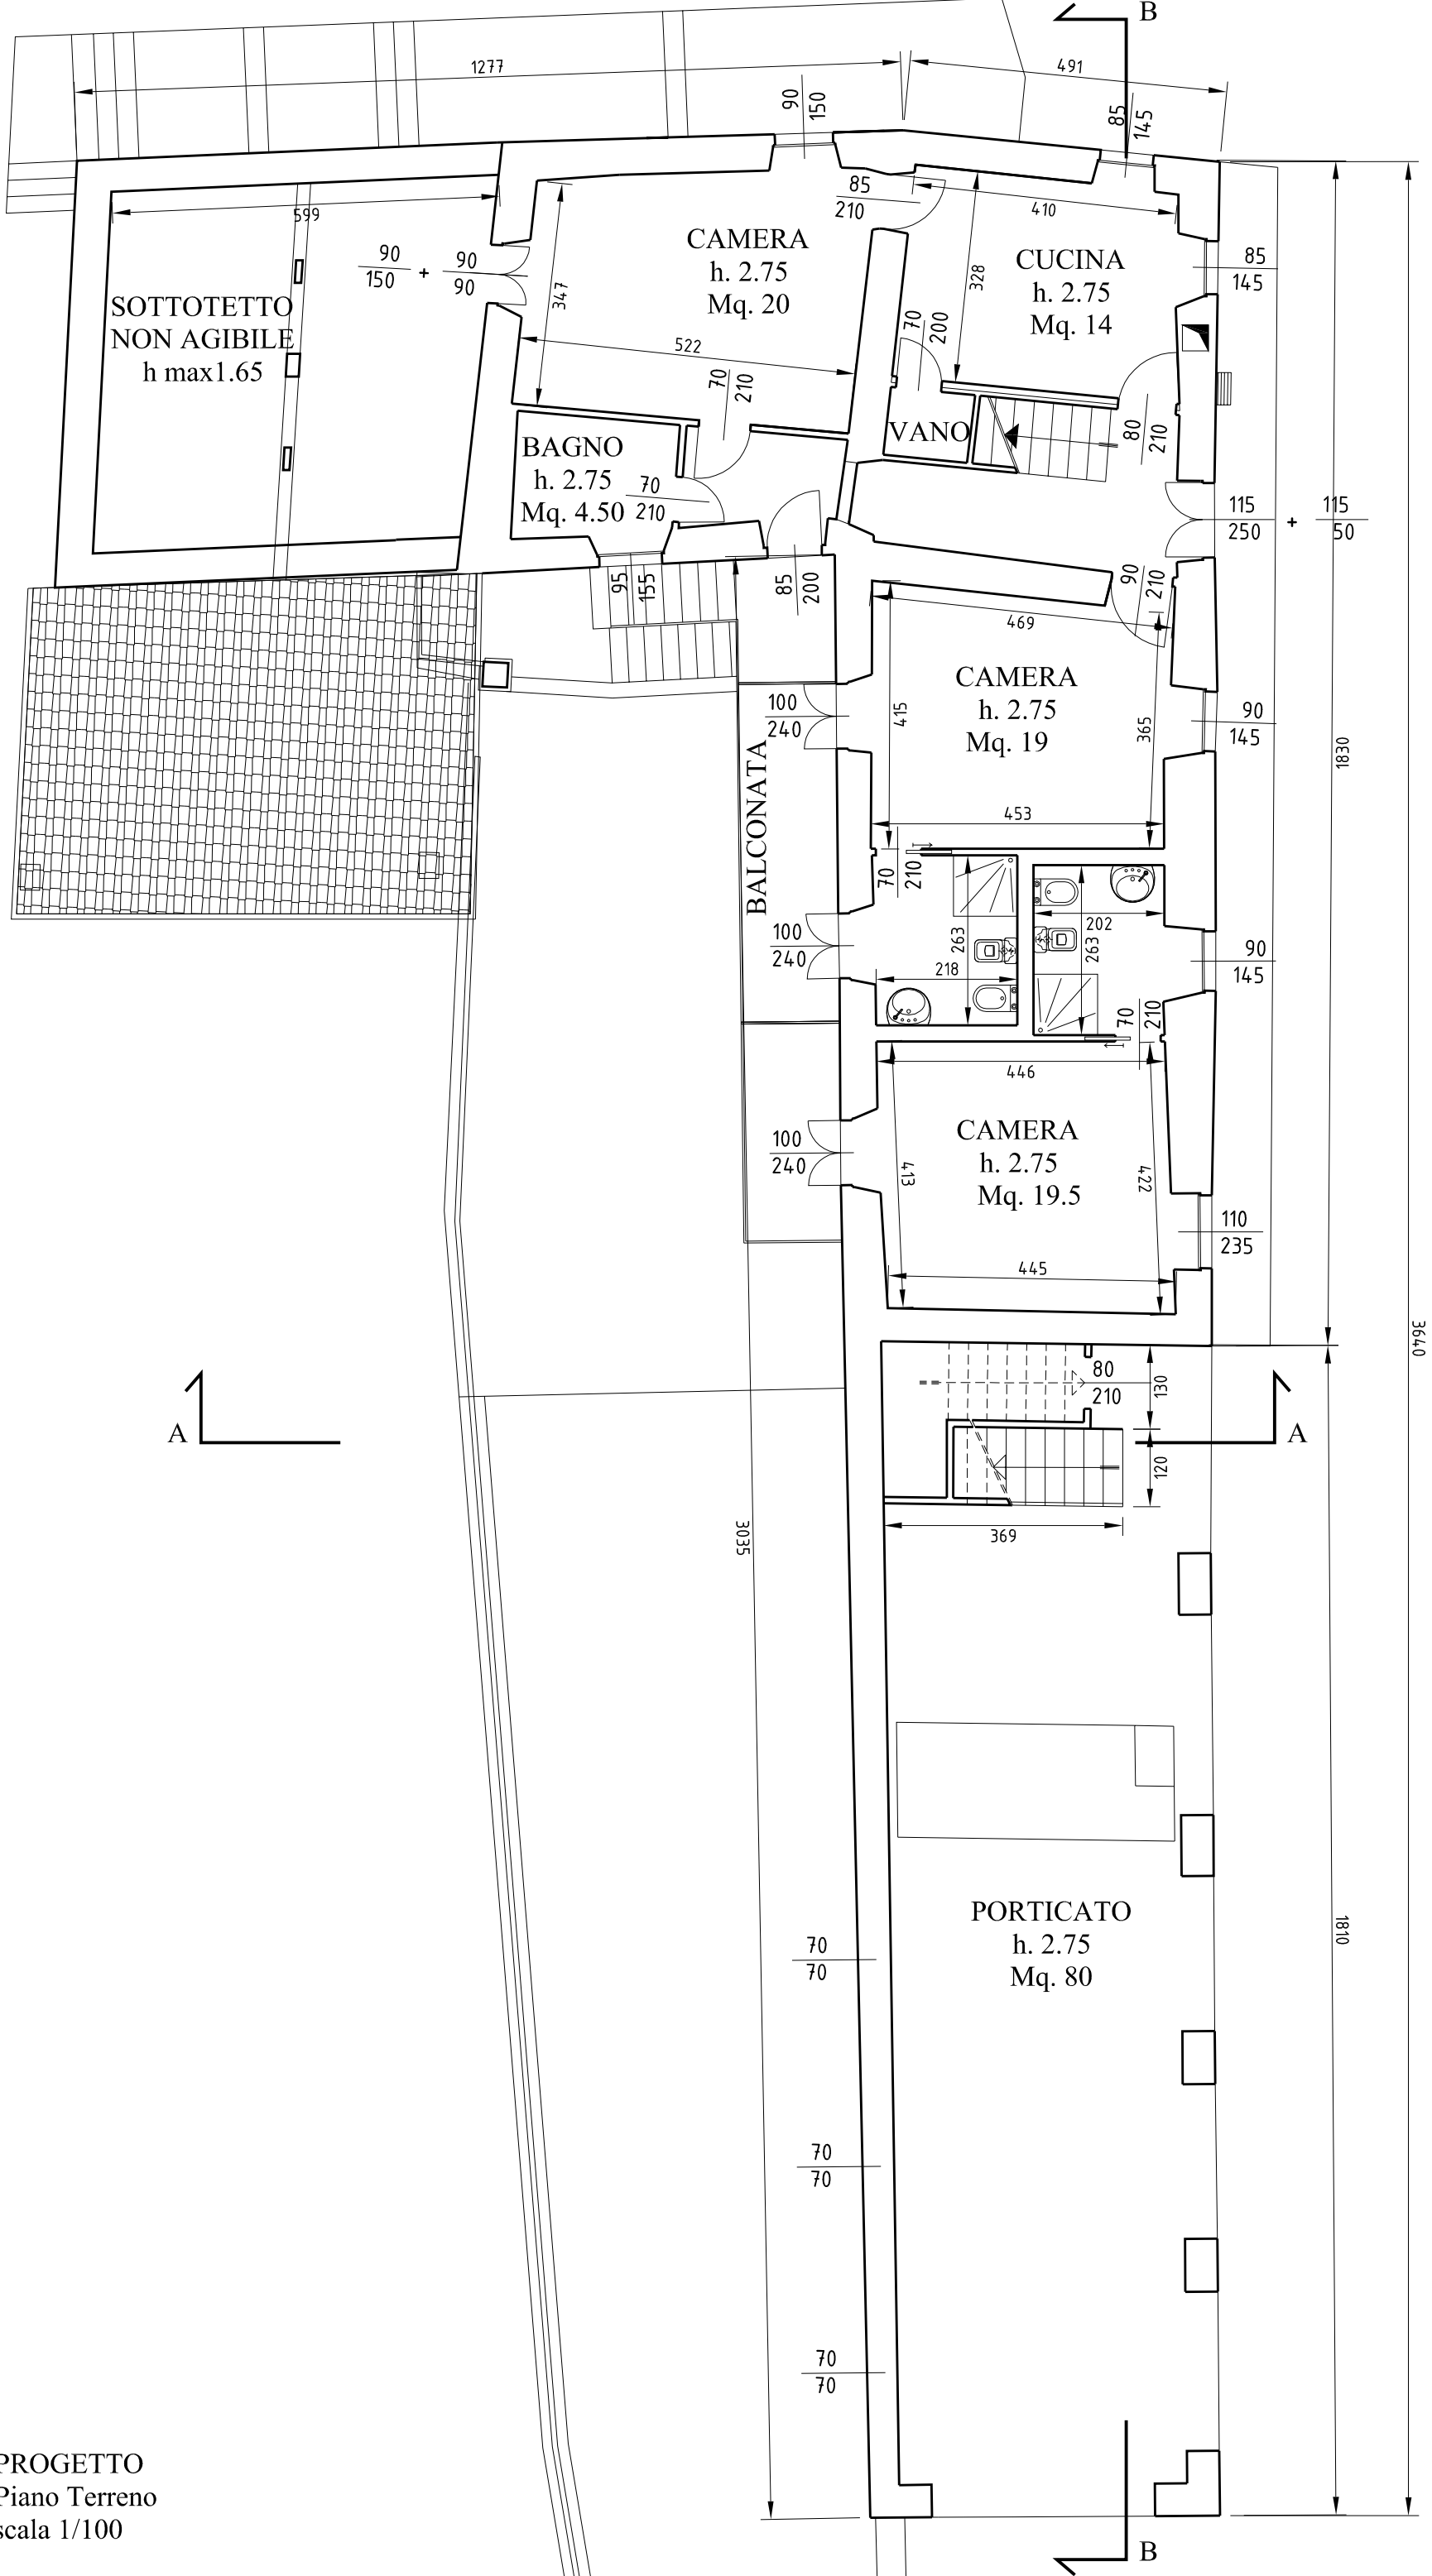 B
1277
491
90
150
85
145
599
85
210
410
90
150
+
90
90
CAMERA
h. 2.75
Mq. 20
347
522
328
CUCINA
h. 2.75
Mq. 14
85
145
SOTTOTETTO
NON AGIBILE
h max1.65
70
200
70
210
VANO
80
210
BAGNO
h. 2.75
Mq. 4.50
70
210
115
250
+
115
50
95
155
85
200
90
210
469
CAMERA
h. 2.75
Mq. 19
415
365
100
240
90
145
1830
453
BALCONATA
70
210
100
240
263
218
202
263
90
145
70
210
446
CAMERA
h. 2.75
Mq. 19.5
413
422
100
240
110
235
445
3640
80
210
130
A
A
120
369
3035
PORTICATO
h. 2.75
Mq. 80
1810
70
70
70
70
70
70
PROGETTO
Piano Terreno
scala 1/100
B